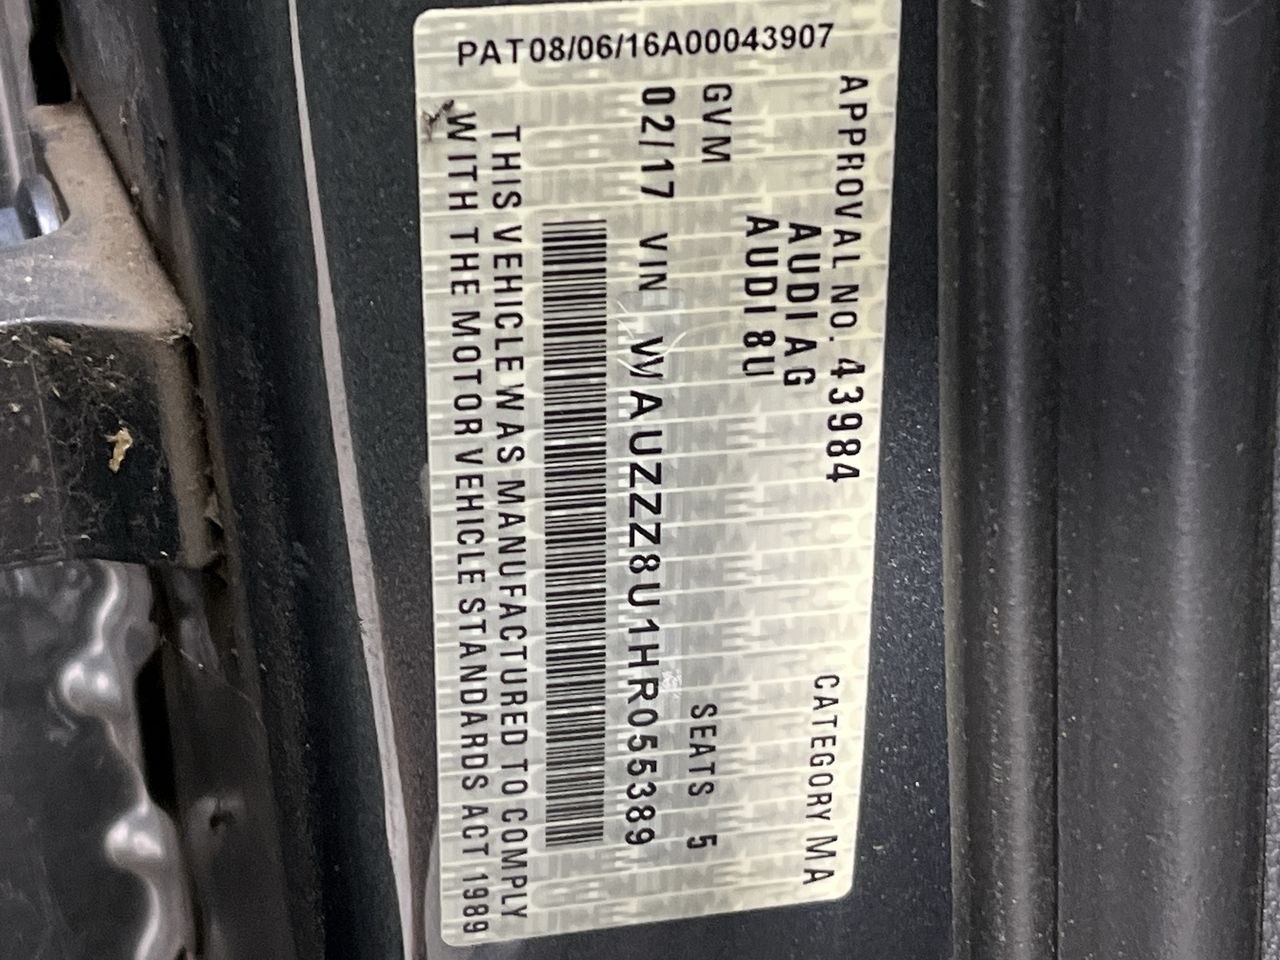 PAT08/06/16A00043907
APPROVAL NO. 43984 CATEGORY MA
AUDI AG
AUDI 8U
GVM SEATS 5
02/17 VIN WAUZZZ8U1HR055389
THIS VEHICLE WAS MANUFACTURED TO COMPLY
WITH THE MOTOR VEHICLE STANDARDS ACT 1989